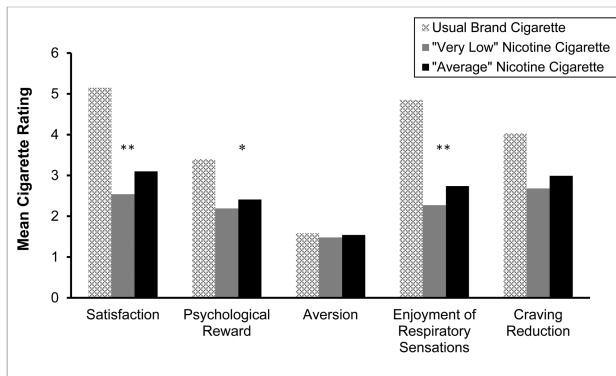 Usual Brand Cigarette
"Very Low" Nicotine Cigarette
"Average" Nicotine Cigarette
Mean Cigarette Rating
6
5
4
3
2
1
0
**
*
**
Satisfaction
Psychological
Reward
Aversion
Enjoyment of
Respiratory
Sensations
Craving
Reduction